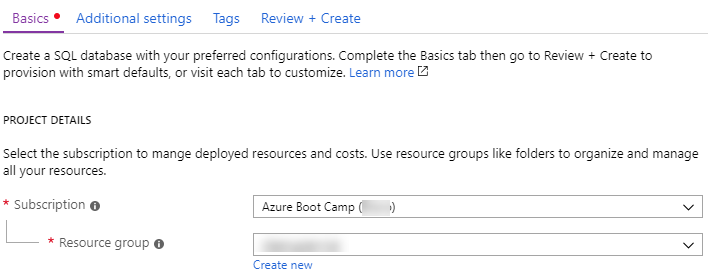 Basics Additional settings Tags Review + Create
Create a SQL database with your preferred configurations. Complete the Basics tab then go to Review + Create to
provision with smart defaults, or visit each tab to customize. Learn more
PROJECT DETAILS
Select the subscription to mange deployed resources and costs. Use resource groups like folders to organize and manage
all your resources.
* Subscription
Azure Boot Camp ( )
* Resource group
Create new